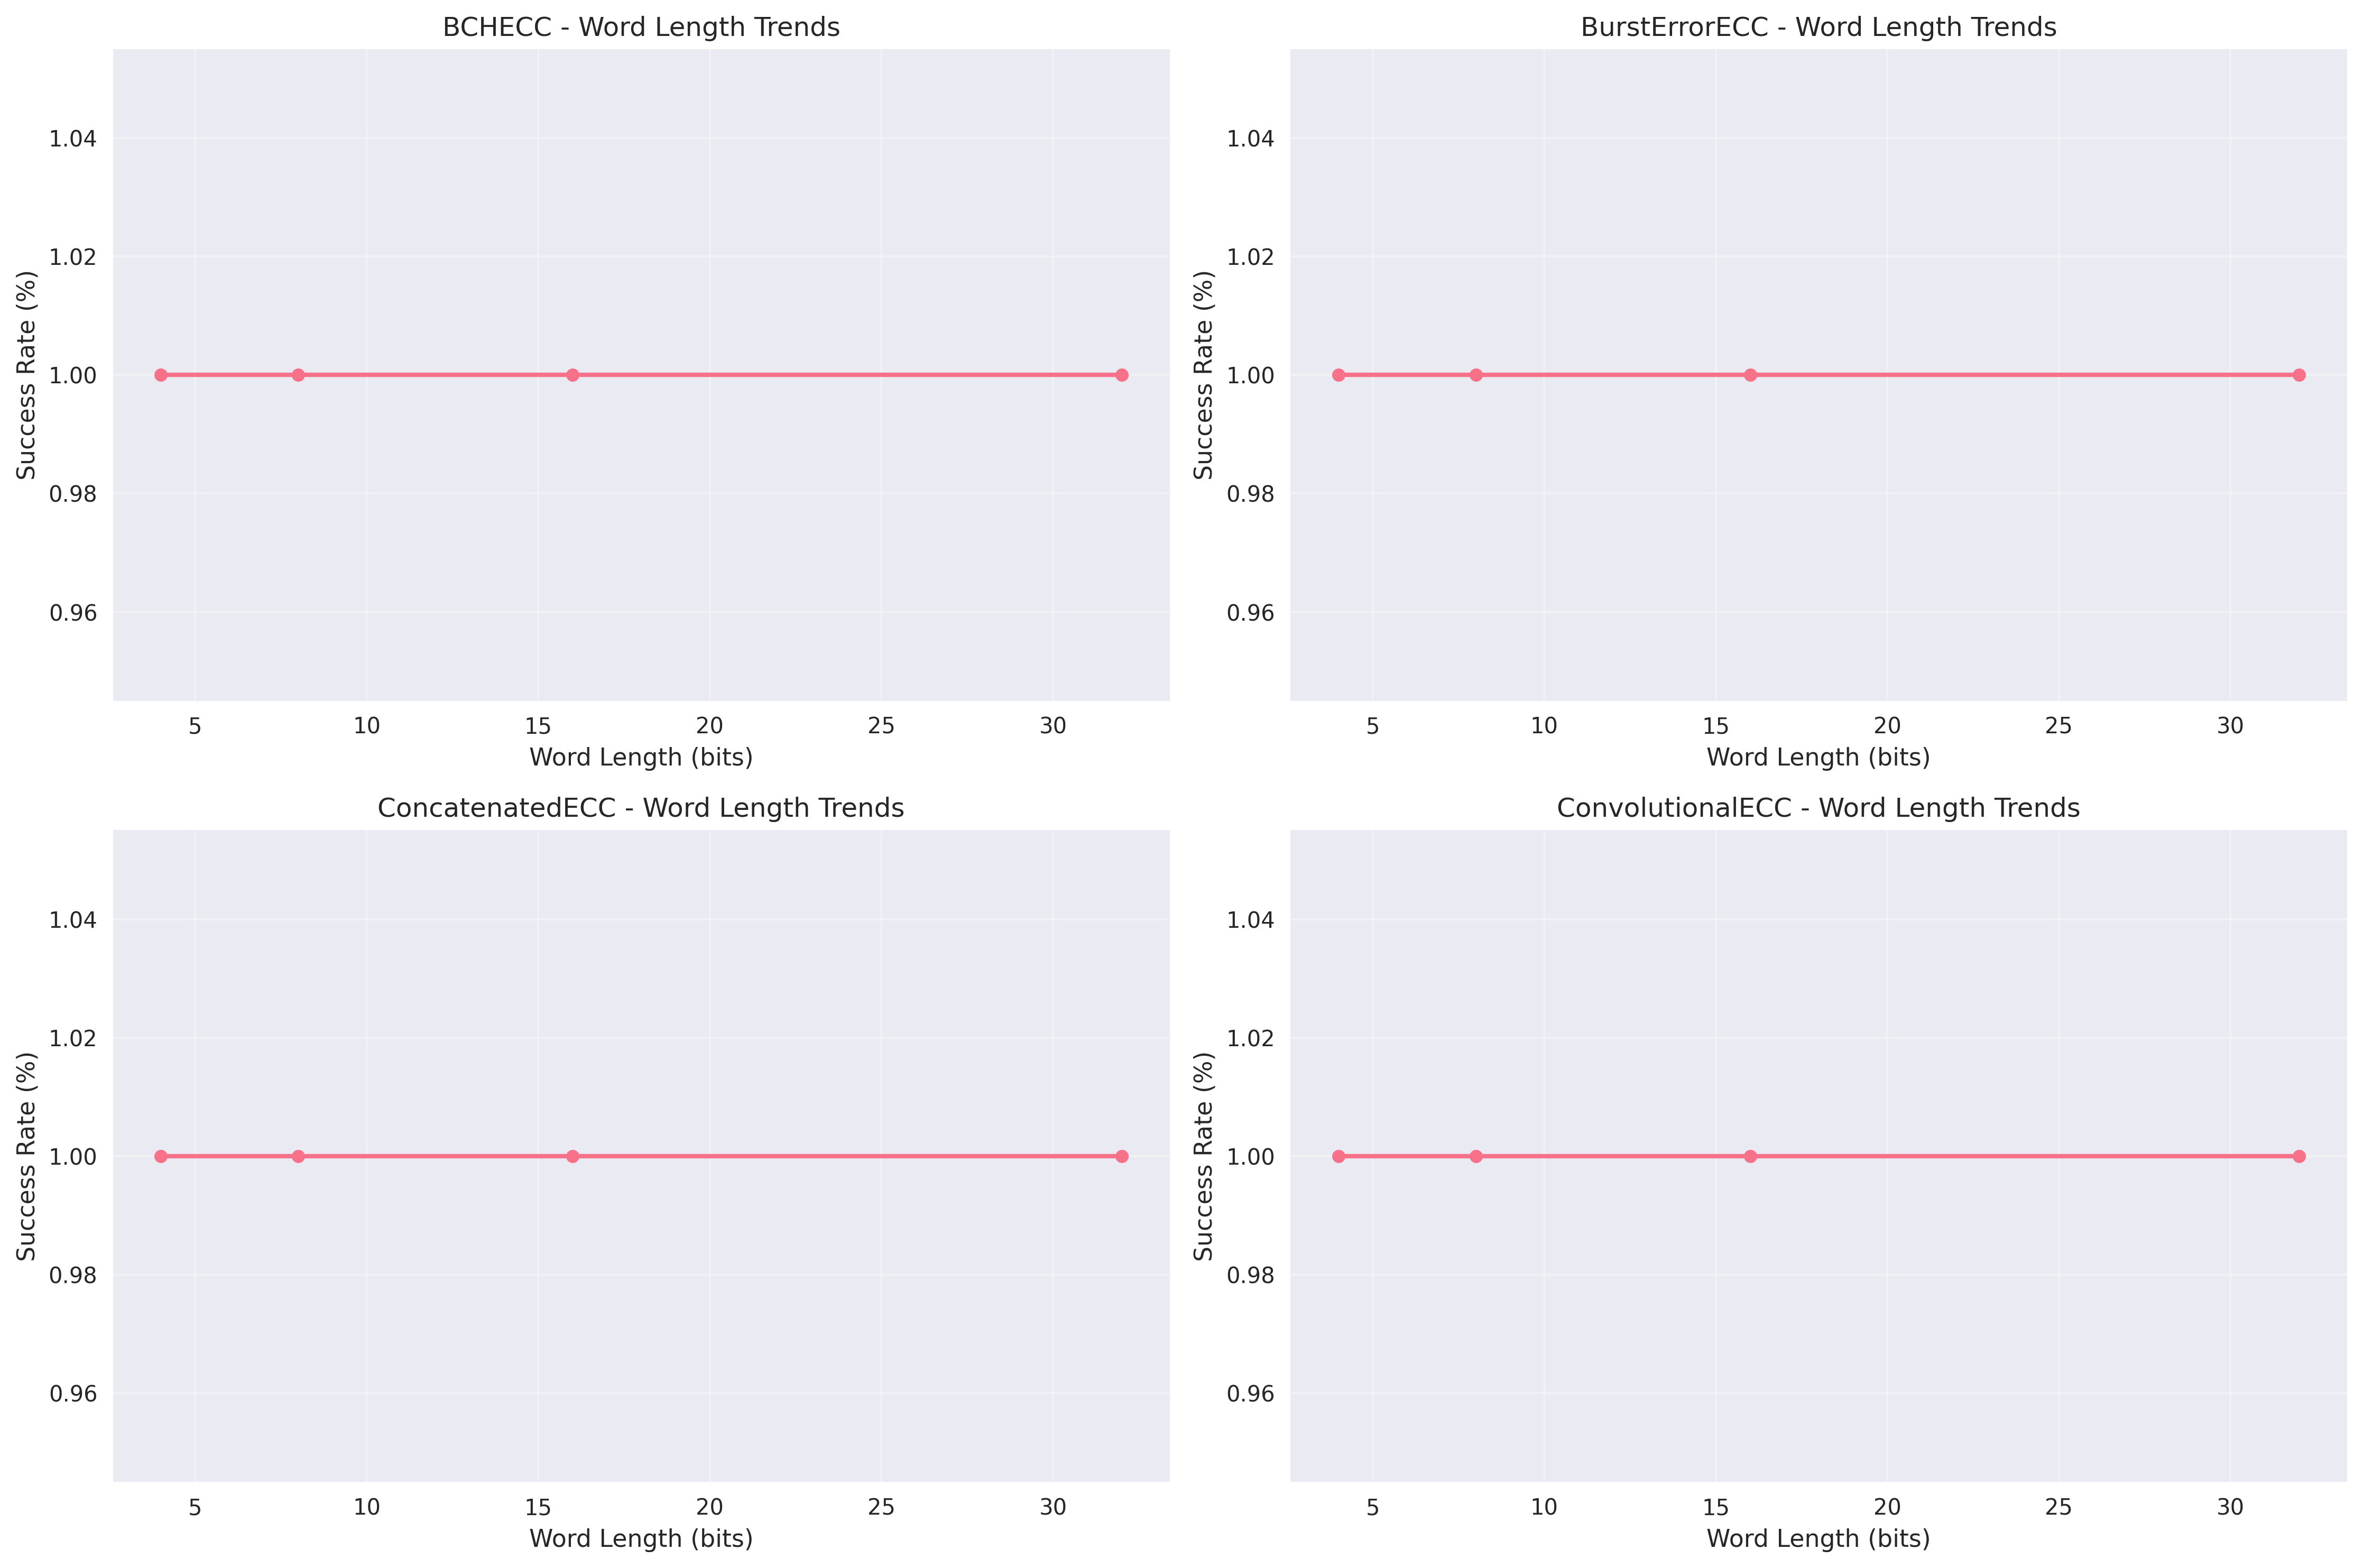 BCHECC - Word Length Trends
Success Rate (%)
1.04
1.02
1.00
0.98
0.96
5 10 15 20 25 30
Word Length (bits)
BurstErrorECC - Word Length Trends
Success Rate (%)
1.04
1.02
1.00
0.98
0.96
5 10 15 20 25 30
Word Length (bits)
ConcatenatedECC - Word Length Trends
Success Rate (%)
1.04
1.02
1.00
0.98
0.96
5 10 15 20 25 30
Word Length (bits)
ConvolutionalECC - Word Length Trends
Success Rate (%)
1.04
1.02
1.00
0.98
0.96
5 10 15 20 25 30
Word Length (bits)